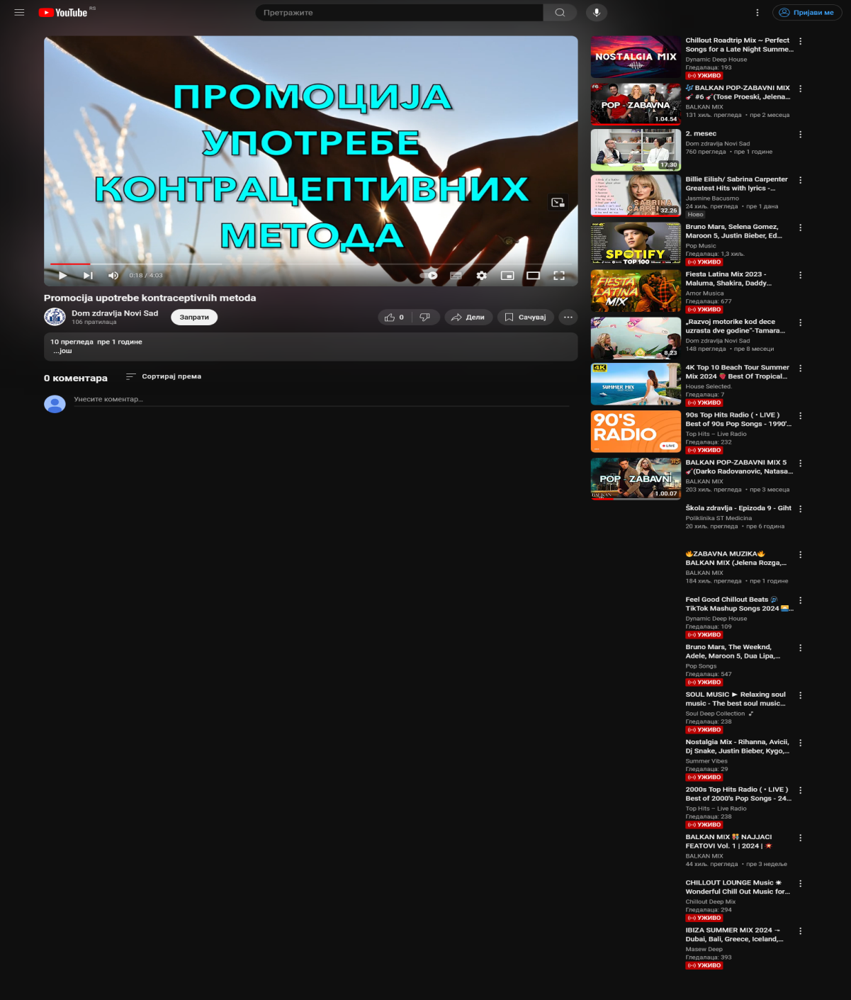 YouTube RS
Претражите
Пријави ме
ПРОМОЦИЈА
УПОТРЕБЕ
КОНТРАЦЕПТИВНИХ
МЕТОДА
0:18 / 4:03
Promocija upotrebe kontraceptivnih metoda
Dom zdravlja Novi Sad
106 пратилаца
Запрати
0
Дели
Сачувај
10 прегледа пре 1 године
...још
0 коментара
Сортирај према
Унесите коментар...
NOSTALGIA MIX
Chillout Roadtrip Mix ~ Perfect
Songs for a Late Night Summe...
Dynamic Deep House
Гледалаца: 193
УЖИВО
#6
POP - ZABAVNA
1.04.54
🎶 BALKAN POP-ZABAVNI MIX
🎸 #6 🎸(Tose Proeski, Jelena...
BALKAN MIX
131 хиљ. прегледа • пре 2 месеца
17.30
2. mesec
Dom zdravlja Novi Sad
760 прегледа • пре 1 године
SABRINA
CARPEN
32.26
Billie Eilish/ Sabrina Carpenter
Greatest Hits with lyrics -...
Jasmine Bacusmo
24 хиљ. прегледа • пре 1 дана
Ново
SPOTIFY
TOP 100
Bruno Mars, Selena Gomez,
Maroon 5, Justin Bieber, Ed...
Pop Music
Гледалаца: 1,3 хиљ.
УЖИВО
FIESTA
LATINA
MIX
Fiesta Latina Mix 2023 -
Maluma, Shakira, Daddy...
Amor Musica
Гледалаца: 677
УЖИВО
8.23
„Razvoj motorike kod dece
uzrasta dve godine“-Tamara...
Dom zdravlja Novi Sad
148 прегледа • пре 8 месеци
4K
SUMMER MIX
DEEP HOUSE
4K Top 10 Beach Tour Summer
Mix 2024 🍓 Best Of Tropical...
House Selected.
Гледалаца: 7
УЖИВО
90'S
RADIO
LIVE
90s Top Hits Radio ( • LIVE )
Best of 90s Pop Songs - 1990'...
Top Hits – Live Radio
Гледалаца: 232
УЖИВО
#5
POP - ZABAVNI
BALKAN
1.00.07
BALKAN POP-ZABAVNI MIX 5
🎸(Darko Radovanovic, Natasa...
BALKAN MIX
203 хиљ. прегледа • пре 3 месеца
Škola zdravlja - Epizoda 9 - Giht
Poliklinika ST Medicina
20 хиљ. прегледа • пре 6 година
🔥ZABAVNA MUZIKA🔥
BALKAN MIX (Jelena Rozga,...
BALKAN MIX
184 хиљ. прегледа • пре 1 године
Feel Good Chillout Beats 🎧
TikTok Mashup Songs 2024 🌅...
Dynamic Deep House
Гледалаца: 109
УЖИВО
Bruno Mars, The Weeknd,
Adele, Maroon 5, Dua Lipa,...
Pop Songs
Гледалаца: 547
УЖИВО
SOUL MUSIC ► Relaxing soul
music - The best soul music...
Soul Deep Collection
Гледалаца: 238
УЖИВО
Nostalgia Mix - Rihanna, Avicii,
Dj Snake, Justin Bieber, Kygo,...
Summer Vibes
Гледалаца: 29
УЖИВО
2000s Top Hits Radio ( • LIVE )
Best of 2000's Pop Songs - 24...
Top Hits – Live Radio
Гледалаца: 238
УЖИВО
BALKAN MIX 👫 NAJJACI
FEATOVI Vol. 1 | 2024 | 💥
BALKAN MIX
44 хиљ. прегледа • пре 3 недеље
CHILLOUT LOUNGE Music ☀
Wonderful Chill Out Music for...
Chillout Deep Mix
Гледалаца: 294
УЖИВО
IBIZA SUMMER MIX 2024 ⊸
Dubai, Bali, Greece, Iceland,...
Masew Deep
Гледалаца: 393
УЖИВО